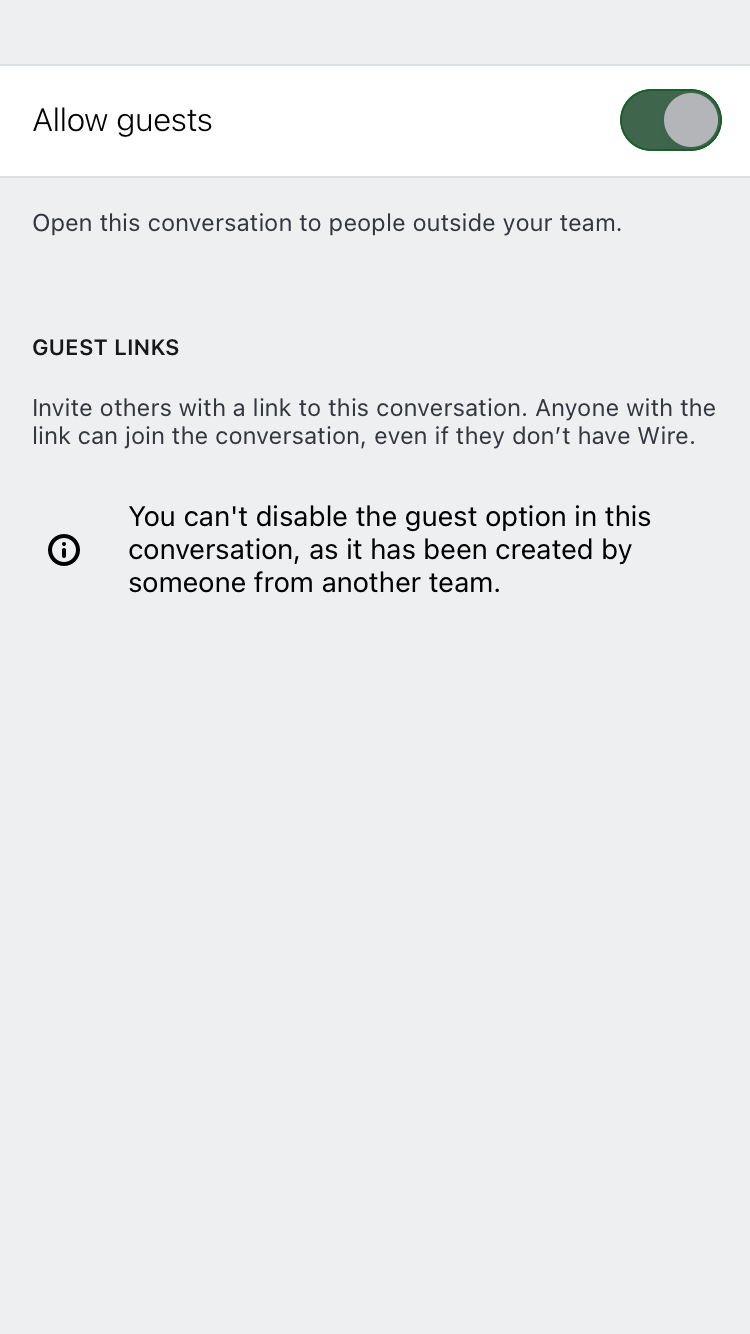 Allow guests
Open this conversation to people outside your team.
GUEST LINKS
Invite others with a link to this conversation. Anyone with the
link can join the conversation, even if they don’t have Wire.
You can't disable the guest option in this
conversation, as it has been created by
someone from another team.